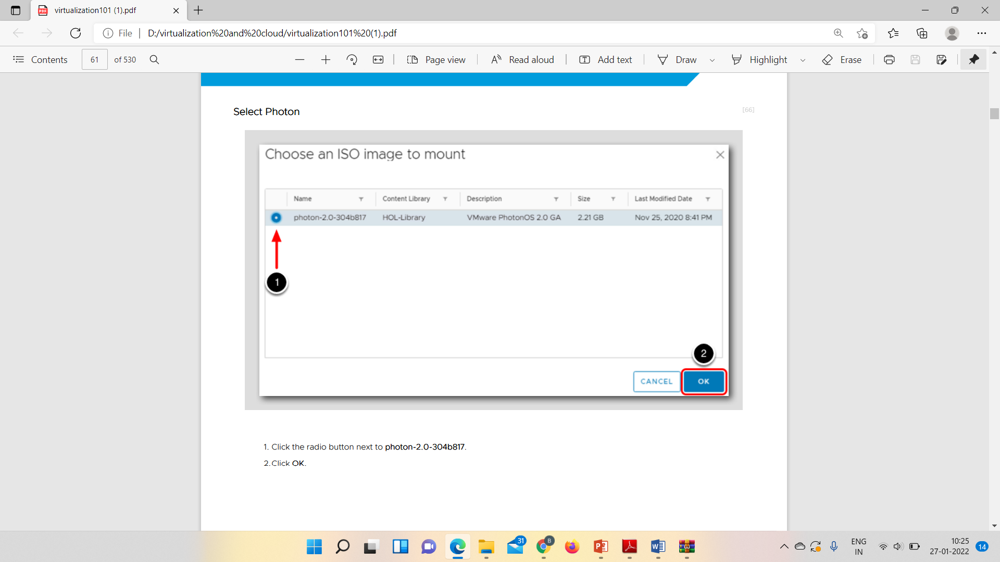 virtualization101 (1).pdf
File
D:/virtualization%20and%20cloud/virtualization101%20(1).pdf
Contents
61
of 530
Page view
Read aloud
Add text
Draw
Highlight
Erase
Select Photon
[66]
Choose an ISO image to mount
Name Content Library Description Size Last Modified Date
photon-2.0-304b817 HOL-Library VMware PhotonOS 2.0 GA 2.21 GB Nov 25, 2020 8:41 PM
1
2
CANCEL OK
1. Click the radio button next to photon-2.0-304b817.
2. Click OK.
31
B
ENG
IN
10:25
27-01-2022
14